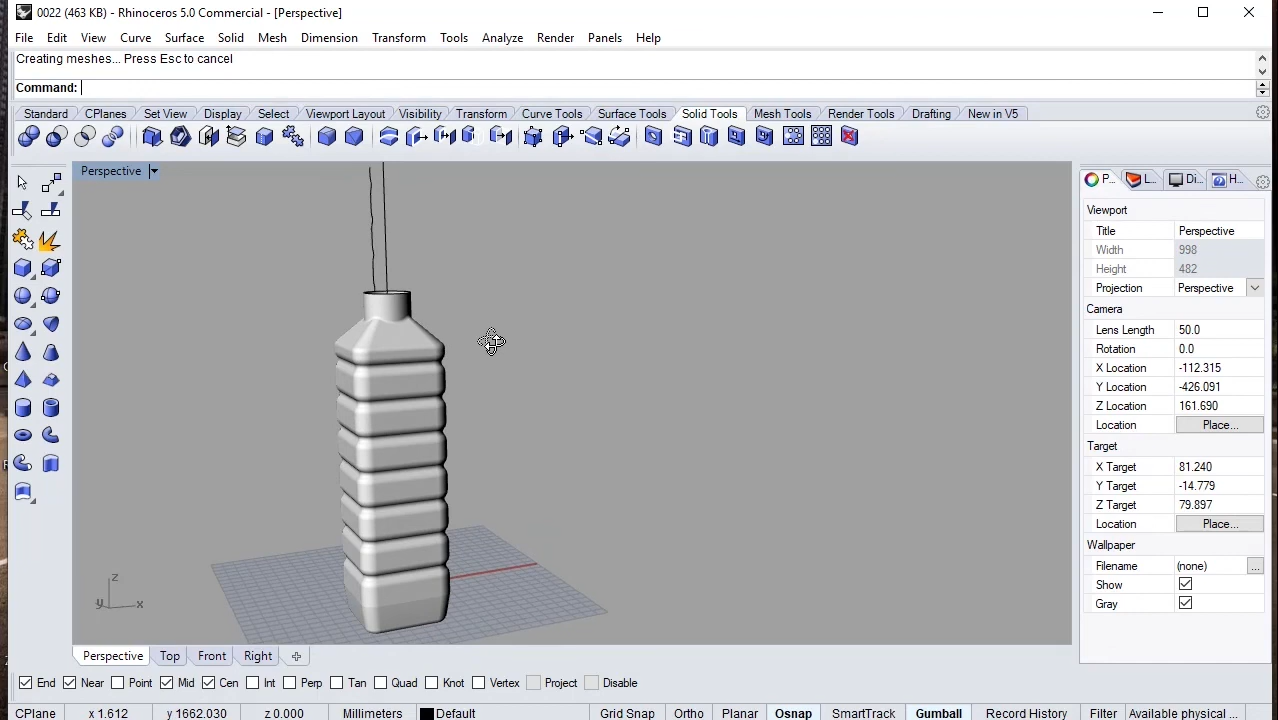 0022 (463 KB) - Rhinoceros 5.0 Commercial - [Perspective]
File Edit View Curve Surface Solid Mesh Dimension Transform Tools Analyze Render Panels Help
Creating meshes... Press Esc to cancel
Command:
Standard CPlanes Set View Display Select Viewport Layout Visibility Transform Curve Tools Surface Tools Solid Tools Mesh Tools Render Tools Drafting New in V5
Perspective
P... L... Di... H...
Viewport
Title Perspective
Width 998
Height 482
Projection Perspective
Camera
Lens Length 50.0
Rotation 0.0
X Location -112.315
Y Location -426.091
Z Location 161.690
Location Place...
Target
X Target 81.240
Y Target -14.779
Z Target 79.897
Location Place...
Wallpaper
Filename (none) ...
Show
Gray
z
y x
Perspective Top Front Right
End Near Point Mid Cen Int Perp Tan Quad Knot Vertex Project Disable
CPlane x 1.612 y 1662.030 z 0.000 Millimeters Default Grid Snap Ortho Planar Osnap SmartTrack Gumball Record History Filter Available physical ...